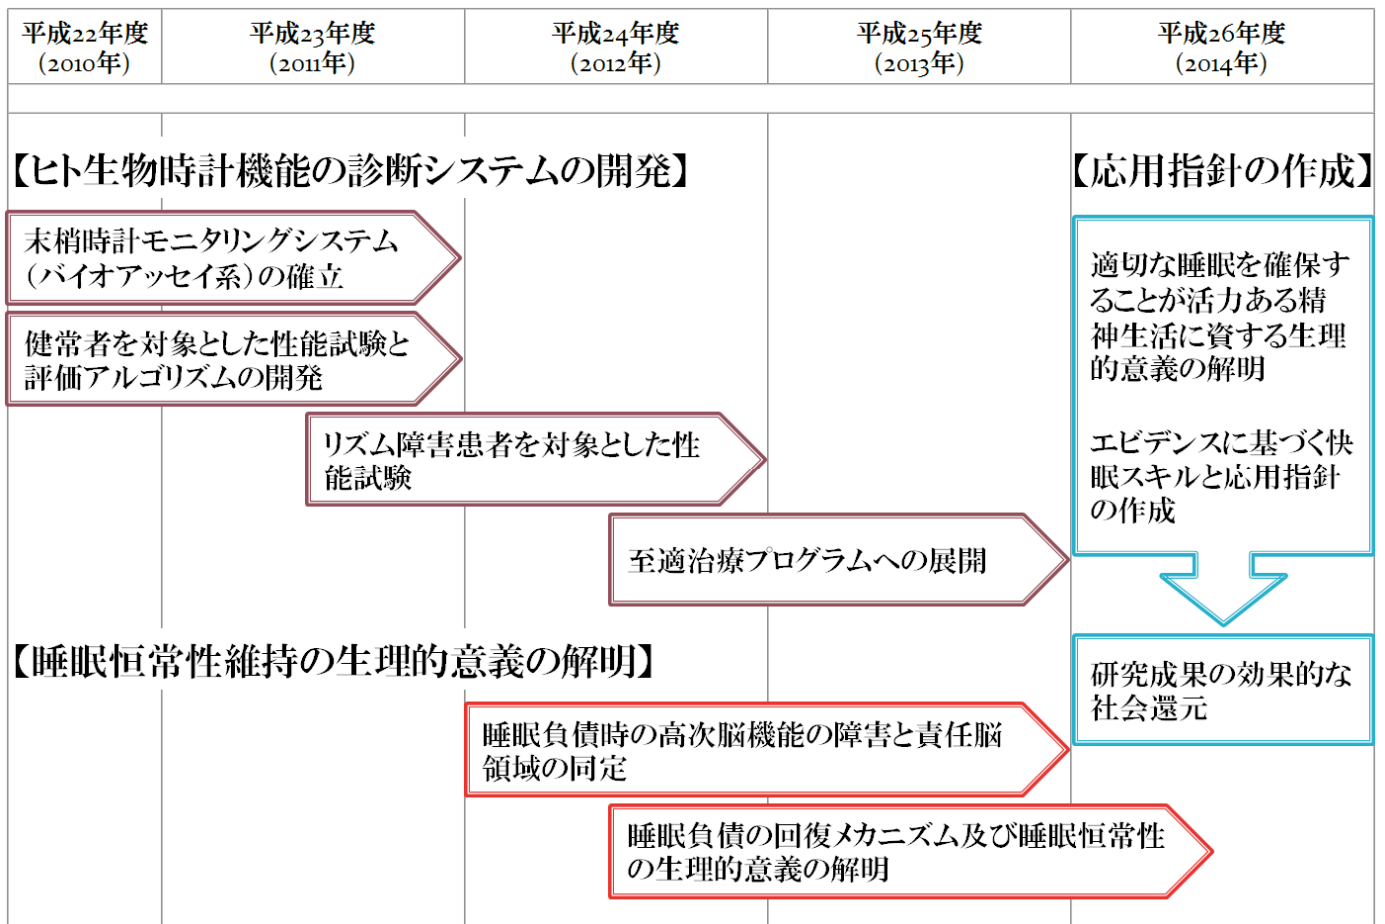 平成22年度
(2010年)
平成23年度
(2011年)
平成24年度
(2012年)
平成25年度
(2013年)
平成26年度
(2014年)
【ヒト生物時計機能の診断システムの開発】
末梢時計モニタリングシステム
(バイオアッセイ系)の確立
健常者を対象とした性能試験と
評価アルゴリズムの開発
リズム障害患者を対象とした性
能試験
至適治療プログラムへの展開
【睡眠恒常性維持の生理的意義の解明】
睡眠負債時の高次脳機能の障害と責任脳
領域の同定
睡眠負債の回復メカニズム及び睡眠恒常性
の生理的意義の解明
【応用指針の作成】
適切な睡眠を確保す
ることが活力ある精
神生活に資する生理
的意義の解明
エビデンスに基づく快
眠スキルと応用指針
の作成
研究成果の効果的な
社会還元